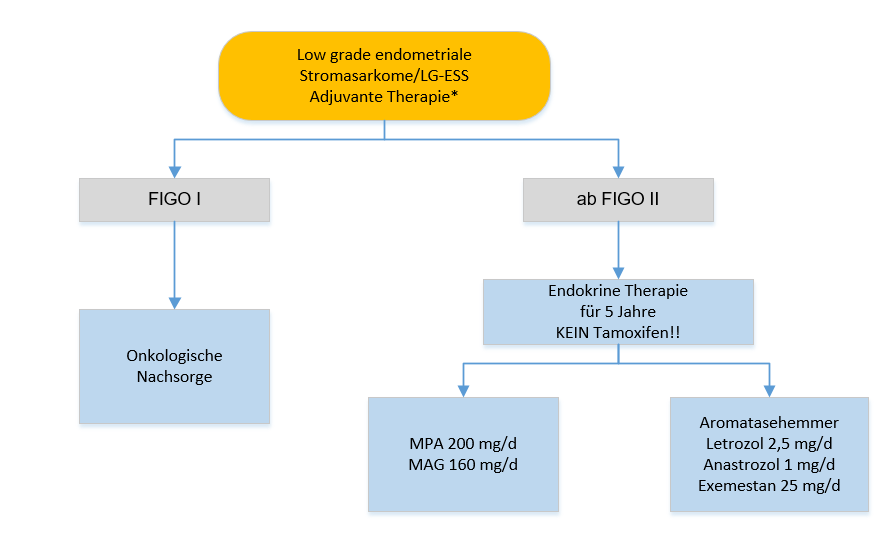 Low grade endometriale
Stromasarkome/LG-ESS
Adjuvante Therapie*
FIGO I
ab FIGO II
Endokrine Therapie
für 5 Jahre
KEIN Tamoxifen!!
Onkologische
Nachsorge
MPA 200 mg/d
MAG 160 mg/d
Aromatasehemmer
Letrozol 2,5 mg/d
Anastrozol 1 mg/d
Exemestan 25 mg/d